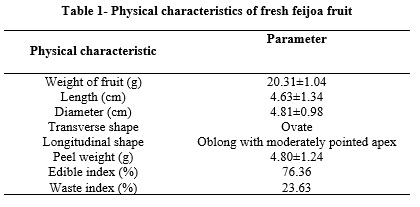 Table 1- Physical characteristics of fresh feijoa fruit
Physical characteristic Parameter
Weight of fruit (g) 20.31±1.04
Length (cm) 4.63±1.34
Diameter (cm) 4.81±0.98
Transverse shape Ovate
Longitudinal shape Oblong with moderately pointed apex
Peel weight (g) 4.80±1.24
Edible index (%) 76.36
Waste index (%) 23.63